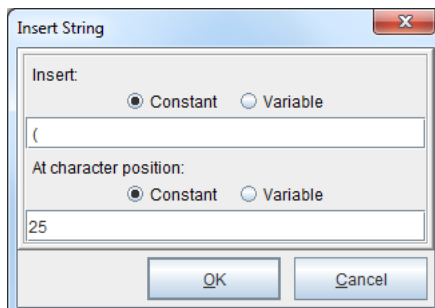 Insert String
Insert:
Constant Variable
(
At character position:
Constant Variable
25
OK Cancel